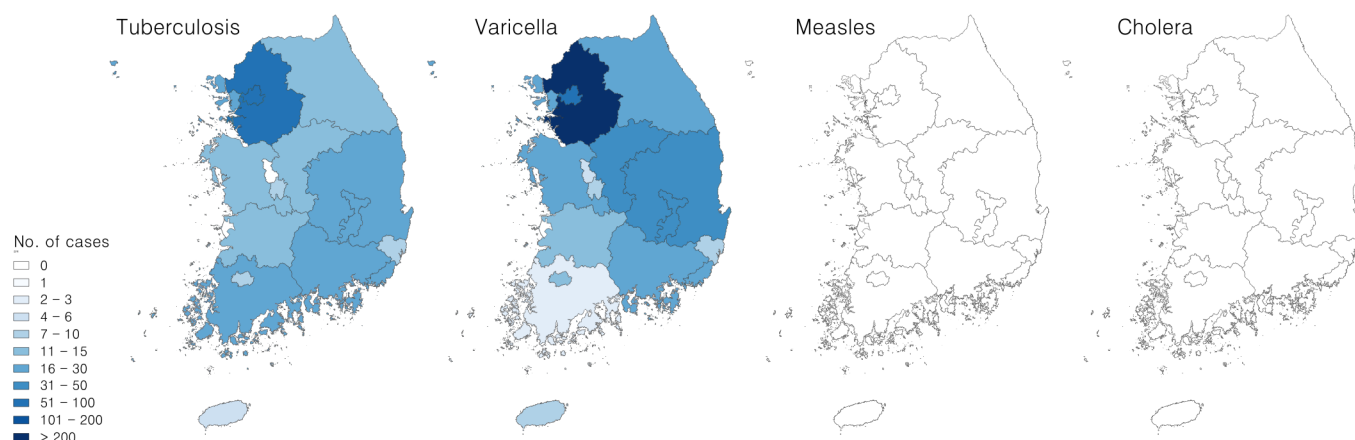 Tuberculosis
Varicella
Measles
Cholera
No. of cases
0
1
2 – 3
4 – 6
7 – 10
11 – 15
16 – 30
31 – 50
51 – 100
101 – 200
> 200